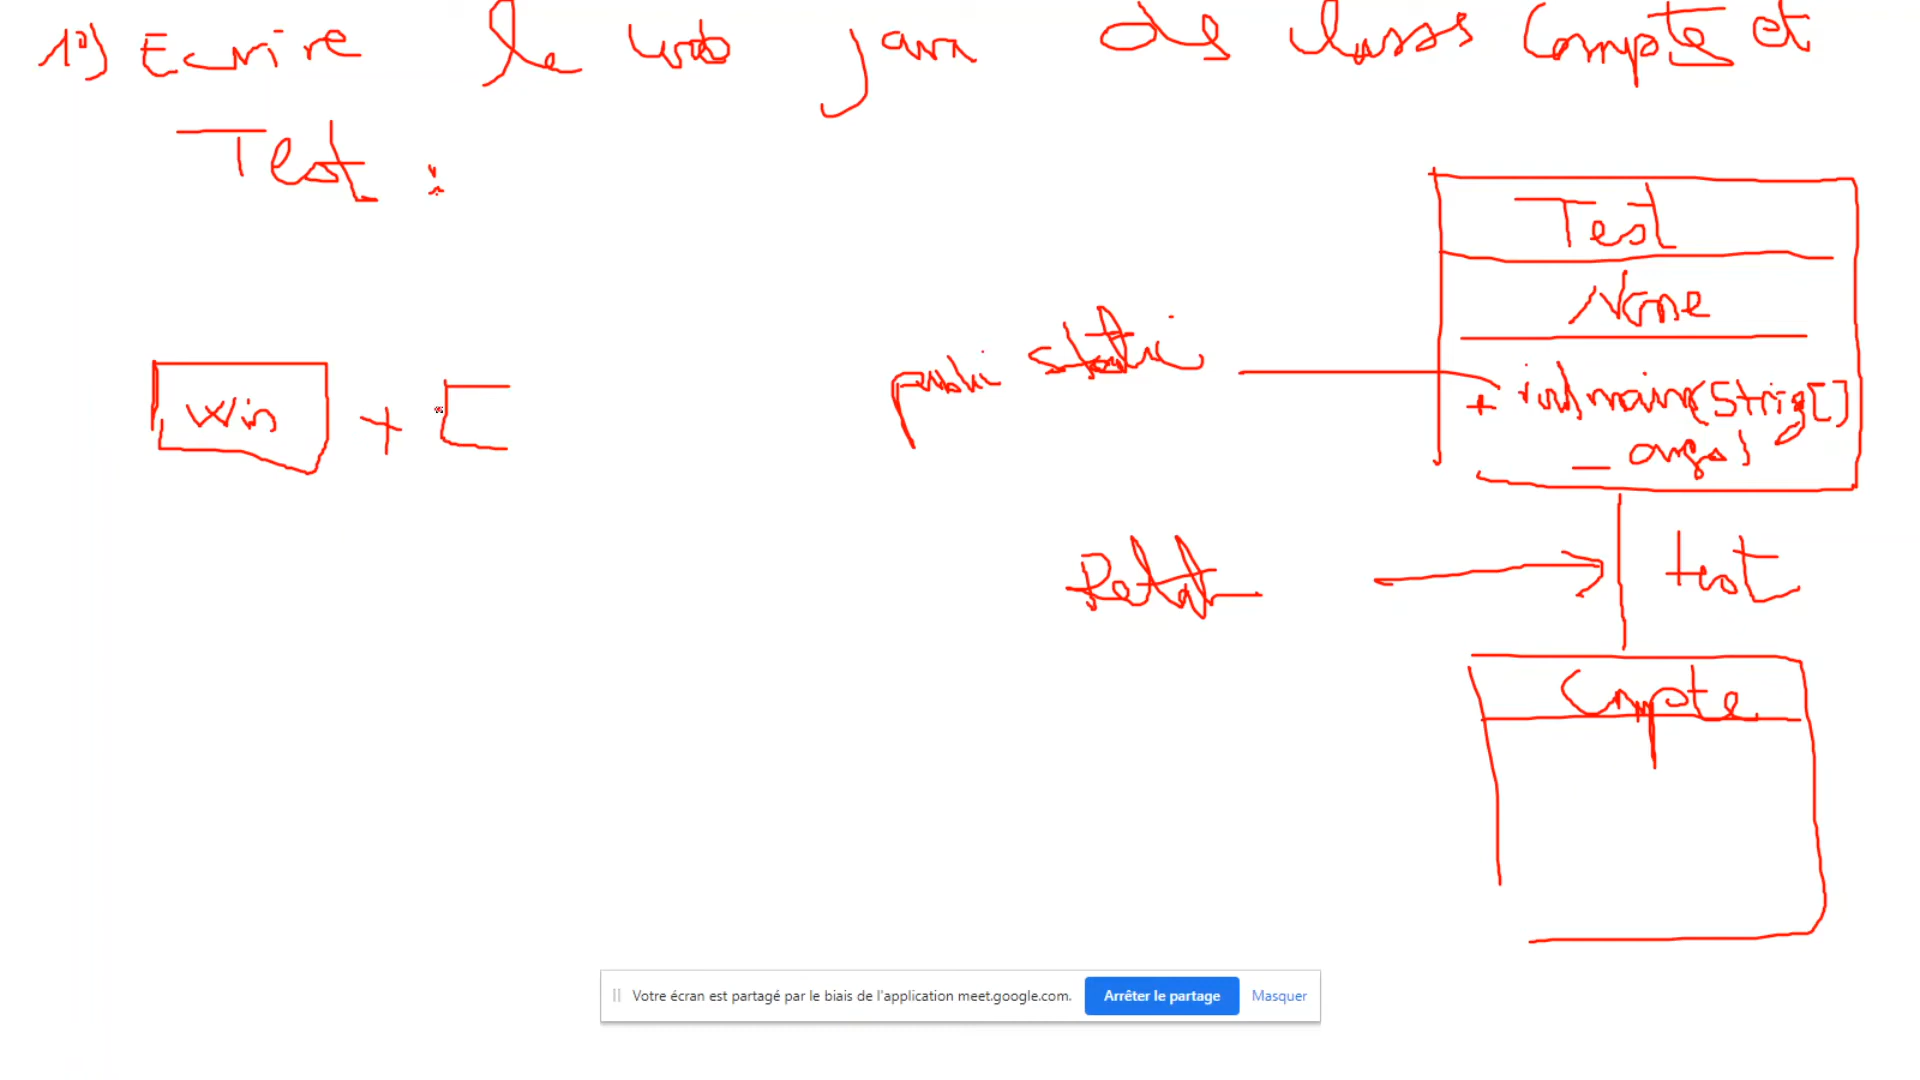 1°) Ecrire le code java des classes Compte et
Test :
Test
None
public static
+ void main(String[]
args)
Win +
Relation
test
Compte
Votre écran est partagé par le biais de l'application meet.google.com. Arrêter le partage Masquer